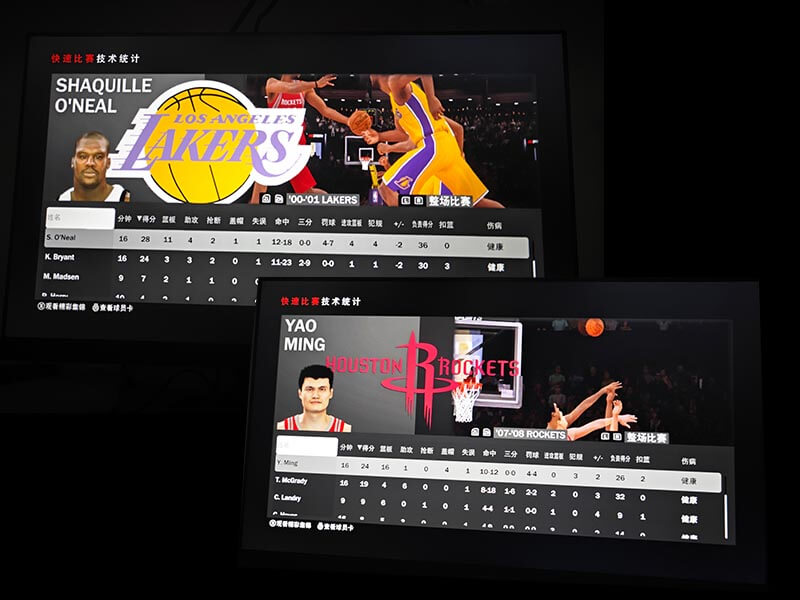 快速比赛技术统计
SHAQUILLE
O'NEAL
LOS ANGELES
LAKERS
ROCKETS
'00-'01 LAKERS
整场比赛
姓名 分钟 ▼得分 篮板 助攻 抢断 盖帽 失误 命中 三分 罚球 进攻篮板 犯规 +/- 负责得分 扣篮 伤病
S. O'Neal 16 28 11 4 2 1 1 12-18 0-0 4-7 4 4 -2 36 0 健康
K. Bryant 16 24 3 3 2 0 1 11-23 2-9 0-0 1 1 -2 30 3 健康
M. Madsen 9 7 2 1 1 0
观看精彩集锦 查看球员卡
快速比赛技术统计
YAO
MING
HOUSTON ROCKETS
'07-'08 ROCKETS
整场比赛
分钟 ▼得分 篮板 助攻 抢断 盖帽 失误 命中 三分 罚球 进攻篮板 犯规 +/- 负责得分 扣篮 伤病
Y. Ming 16 24 16 1 0 4 1 10-12 0-0 4-4 0 3 2 26 2 健康
T. McGrady 16 19 4 6 0 0 1 8-18 1-6 2-2 2 0 3 32 0 健康
C. Landry 9 9 6 0 1 0 1 4-4 1-1 0-0 1 0 4 9 1 健康
观看精彩集锦 查看球员卡